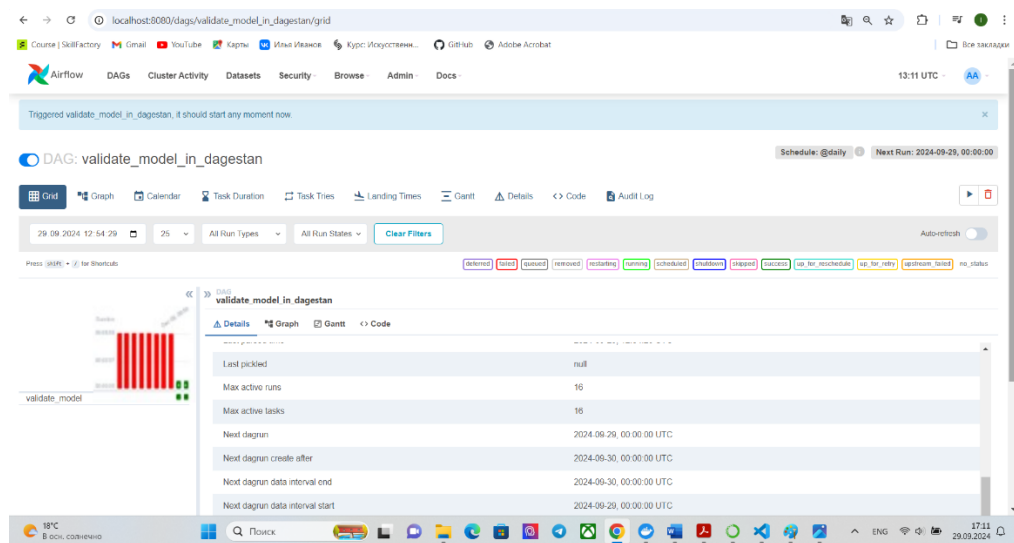 localhost:8080/dags/validate_model_in_dagestan/grid
Course | SkillFactory Gmail YouTube Карты Илья Иванов Курс: Искусственн... GitHub Adobe Acrobat Все закладки
Airflow DAGs Cluster Activity Datasets Security Browse Admin Docs 13:11 UTC AA
Triggered validate_model_in_dagestan, it should start any moment now.
DAG: validate_model_in_dagestan Schedule: @daily Next Run: 2024-09-29, 00:00:00
Grid Graph Calendar Task Duration Task Tries Landing Times Gantt Details Code Audit Log
29.09.2024 12:54:29 25 All Run Types All Run States Clear Filters Auto-refresh
Press shift + / for Shortcuts deferred failed queued removed restarting running scheduled shutdown skipped success up_for_reschedule up_for_retry upstream_failed no_status
DAG
validate_model_in_dagestan
Details Graph Gantt Code
Last pickled null
Max active runs 16
validate_model
Max active tasks 16
Next dagrun 2024-09-29, 00:00:00 UTC
Next dagrun create after 2024-09-30, 00:00:00 UTC
Next dagrun data interval end 2024-09-30, 00:00:00 UTC
Next dagrun data interval start 2024-09-29, 00:00:00 UTC
18°C
В осн. солнечно
Поиск
ENG
17:11
29.09.2024